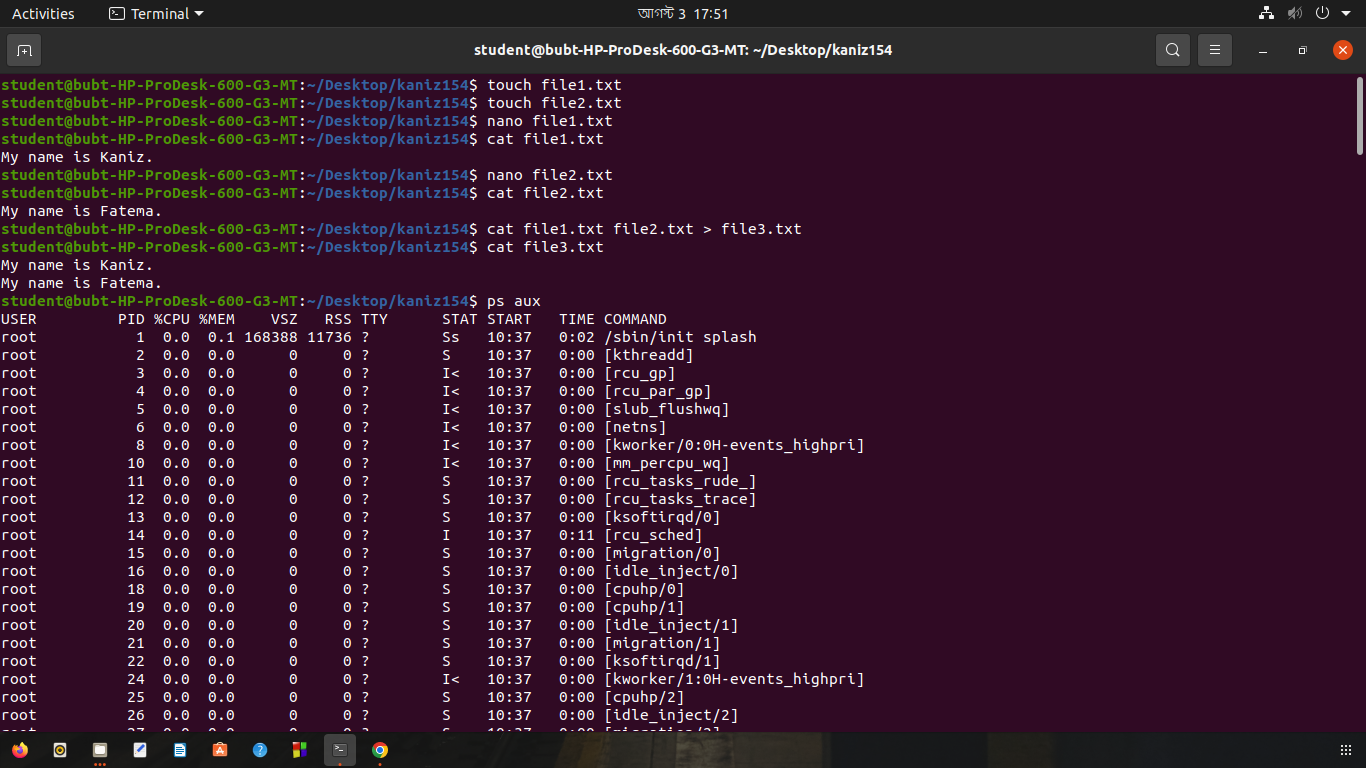 Activities
Terminal
আগস্ট 3 17:51
student@bubt-HP-ProDesk-600-G3-MT: ~/Desktop/kaniz154
student@bubt-HP-ProDesk-600-G3-MT:~/Desktop/kaniz154$ touch file1.txt
student@bubt-HP-ProDesk-600-G3-MT:~/Desktop/kaniz154$ touch file2.txt
student@bubt-HP-ProDesk-600-G3-MT:~/Desktop/kaniz154$ nano file1.txt
student@bubt-HP-ProDesk-600-G3-MT:~/Desktop/kaniz154$ cat file1.txt
My name is Kaniz.
student@bubt-HP-ProDesk-600-G3-MT:~/Desktop/kaniz154$ nano file2.txt
student@bubt-HP-ProDesk-600-G3-MT:~/Desktop/kaniz154$ cat file2.txt
My name is Fatema.
student@bubt-HP-ProDesk-600-G3-MT:~/Desktop/kaniz154$ cat file1.txt file2.txt > file3.txt
student@bubt-HP-ProDesk-600-G3-MT:~/Desktop/kaniz154$ cat file3.txt
My name is Kaniz.
My name is Fatema.
student@bubt-HP-ProDesk-600-G3-MT:~/Desktop/kaniz154$ ps aux
USER PID %CPU %MEM VSZ RSS TTY STAT START TIME COMMAND
root 1 0.0 0.1 168388 11736 ? Ss 10:37 0:02 /sbin/init splash
root 2 0.0 0.0 0 0 ? S 10:37 0:00 [kthreadd]
root 3 0.0 0.0 0 0 ? I< 10:37 0:00 [rcu_gp]
root 4 0.0 0.0 0 0 ? I< 10:37 0:00 [rcu_par_gp]
root 5 0.0 0.0 0 0 ? I< 10:37 0:00 [slub_flushwq]
root 6 0.0 0.0 0 0 ? I< 10:37 0:00 [netns]
root 8 0.0 0.0 0 0 ? I< 10:37 0:00 [kworker/0:0H-events_highpri]
root 10 0.0 0.0 0 0 ? I< 10:37 0:00 [mm_percpu_wq]
root 11 0.0 0.0 0 0 ? S 10:37 0:00 [rcu_tasks_rude_]
root 12 0.0 0.0 0 0 ? S 10:37 0:00 [rcu_tasks_trace]
root 13 0.0 0.0 0 0 ? S 10:37 0:00 [ksoftirqd/0]
root 14 0.0 0.0 0 0 ? I 10:37 0:11 [rcu_sched]
root 15 0.0 0.0 0 0 ? S 10:37 0:00 [migration/0]
root 16 0.0 0.0 0 0 ? S 10:37 0:00 [idle_inject/0]
root 18 0.0 0.0 0 0 ? S 10:37 0:00 [cpuhp/0]
root 19 0.0 0.0 0 0 ? S 10:37 0:00 [cpuhp/1]
root 20 0.0 0.0 0 0 ? S 10:37 0:00 [idle_inject/1]
root 21 0.0 0.0 0 0 ? S 10:37 0:00 [migration/1]
root 22 0.0 0.0 0 0 ? S 10:37 0:00 [ksoftirqd/1]
root 24 0.0 0.0 0 0 ? I< 10:37 0:00 [kworker/1:0H-events_highpri]
root 25 0.0 0.0 0 0 ? S 10:37 0:00 [cpuhp/2]
root 26 0.0 0.0 0 0 ? S 10:37 0:00 [idle_inject/2]